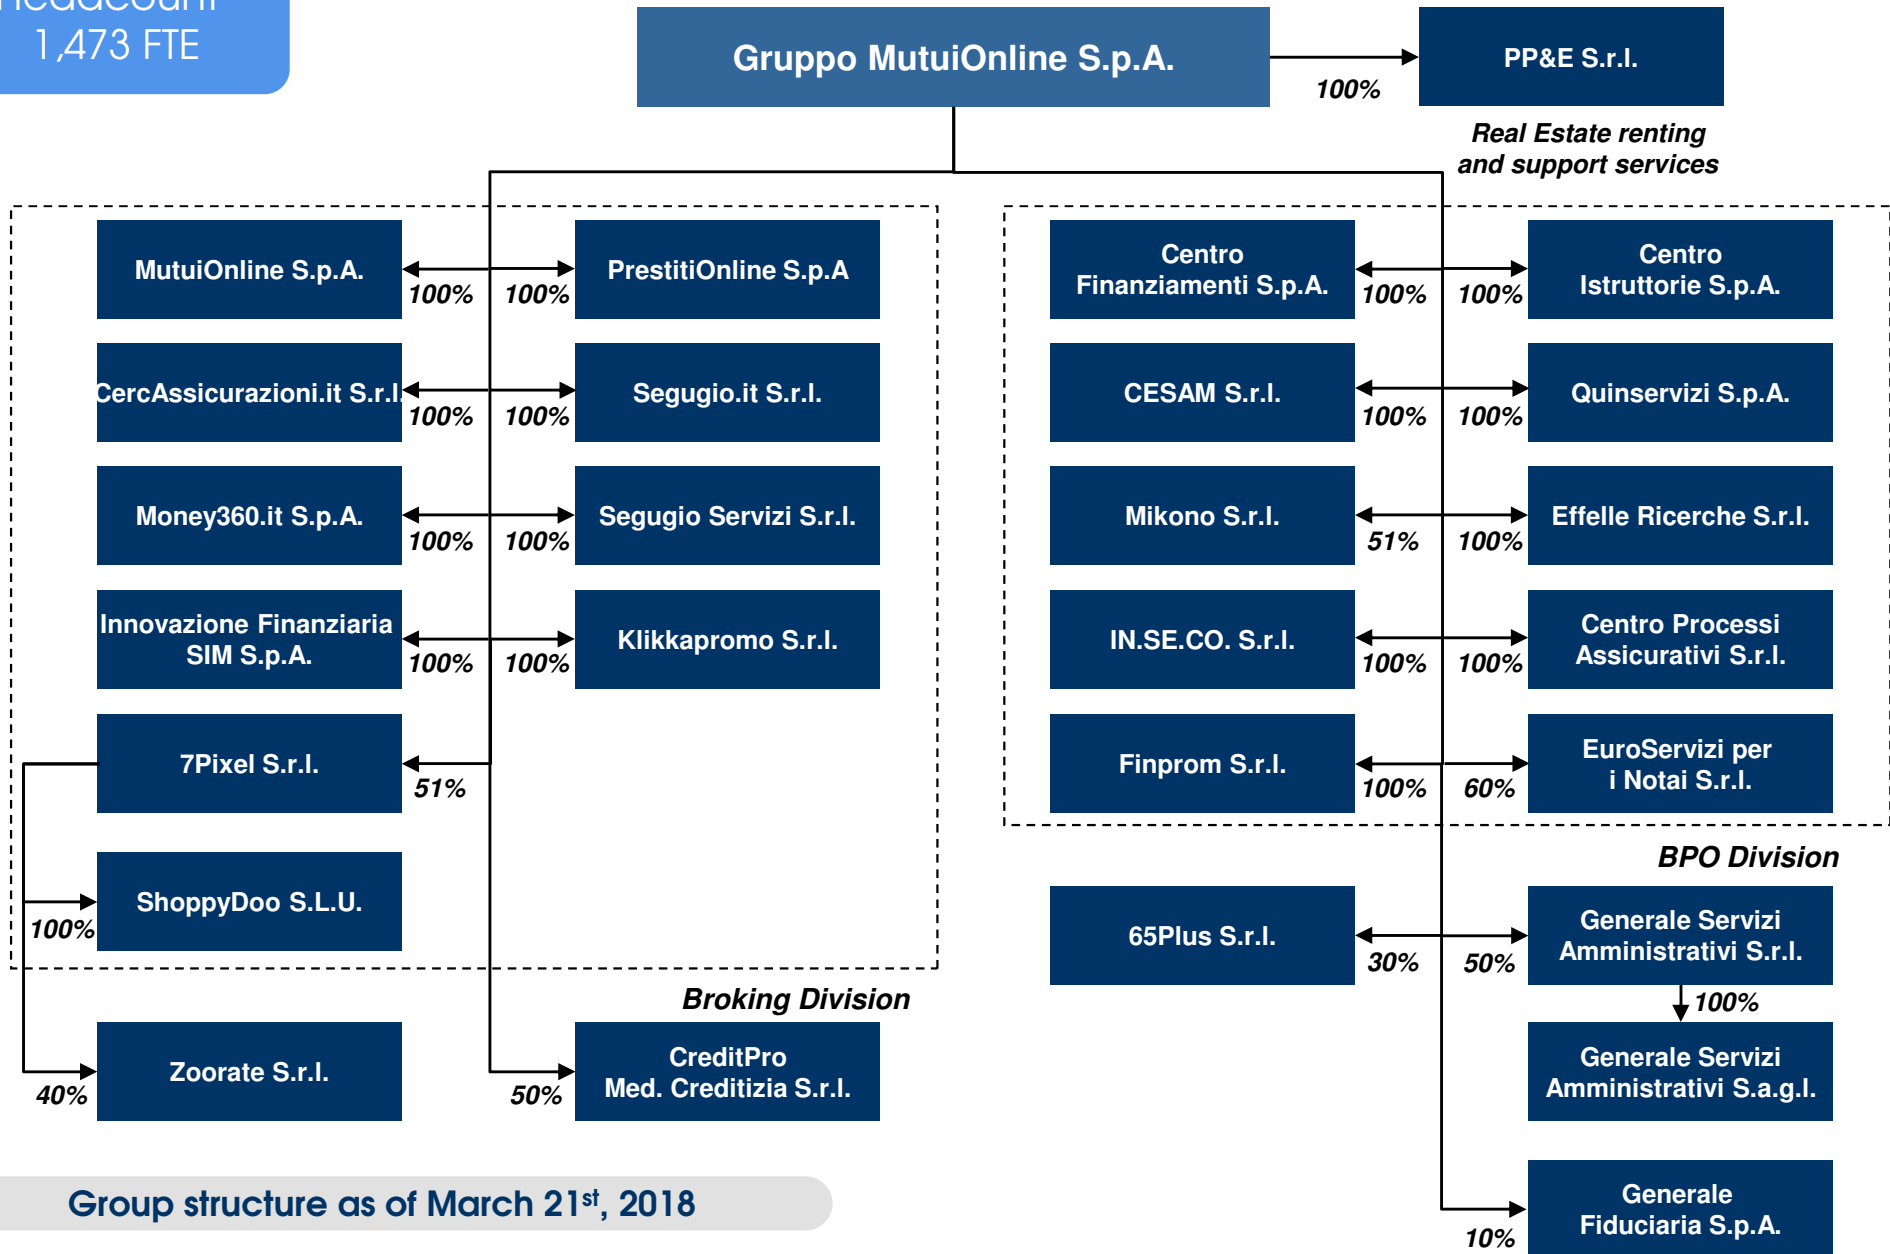 Headcount
1,473 FTE
Gruppo MutuiOnline S.p.A.
PP&E S.r.l.
100%
Real Estate renting
and support services
MutuiOnline S.p.A.
100%
100%
PrestitiOnline S.p.A
CercAssicurazioni.it S.r.l.
100%
100%
Segugio.it S.r.l.
Money360.it S.p.A.
100%
100%
Segugio Servizi S.r.l.
Innovazione Finanziaria
SIM S.p.A.
100%
100%
Klikkapromo S.r.l.
7Pixel S.r.l.
51%
ShoppyDoo S.L.U.
100%
Broking Division
Zoorate S.r.l.
40%
CreditPro
Med. Creditizia S.r.l.
50%
Centro
Finanziamenti S.p.A.
100%
100%
Centro
Istruttorie S.p.A.
CESAM S.r.l.
100%
100%
Quinservizi S.p.A.
Mikono S.r.l.
51%
100%
Effelle Ricerche S.r.l.
IN.SE.CO. S.r.l.
100%
100%
Centro Processi
Assicurativi S.r.l.
Finprom S.r.l.
100%
60%
EuroServizi per
i Notai S.r.l.
BPO Division
65Plus S.r.l.
30%
50%
Generale Servizi
Amministrativi S.r.l.
100%
Generale Servizi
Amministrativi S.a.g.l.
Generale
Fiduciaria S.p.A.
10%
Group structure as of March 21st, 2018